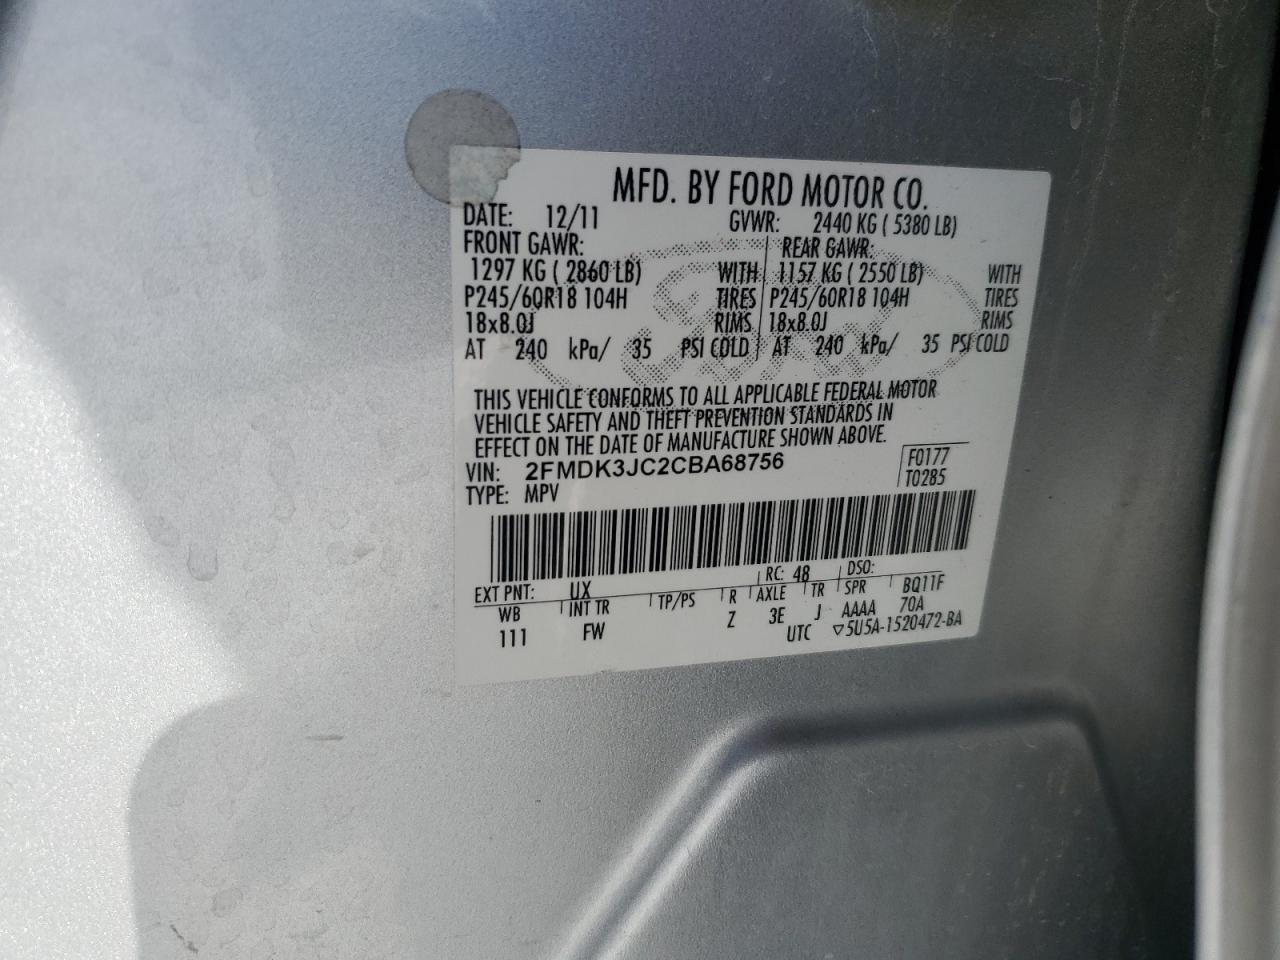 MFD. BY FORD MOTOR CO.
DATE: 12/11 GVWR: 2440 KG ( 5380 LB)
FRONT GAWR: REAR GAWR:
1297 KG ( 2860 LB) WITH 1157 KG ( 2550 LB) WITH
P245/60R18 104H TIRES P245/60R18 104H TIRES
18x8.0J RIMS 18x8.0J RIMS
AT 240 kPa/ 35 PSI COLD AT 240 kPa/ 35 PSI COLD
THIS VEHICLE CONFORMS TO ALL APPLICABLE FEDERAL MOTOR
VEHICLE SAFETY AND THEFT PREVENTION STANDARDS IN
EFFECT ON THE DATE OF MANUFACTURE SHOWN ABOVE.
VIN: 2FMDK3JC2CBA68756 F0177
TYPE: MPV T0285
EXT PNT: UX RC: 48 DSO:
WB INT TR TP/PS R AXLE TR SPR BQ11F
111 FW Z 3E J AAAA 70A
UTC ▽5U5A-1520472-BA